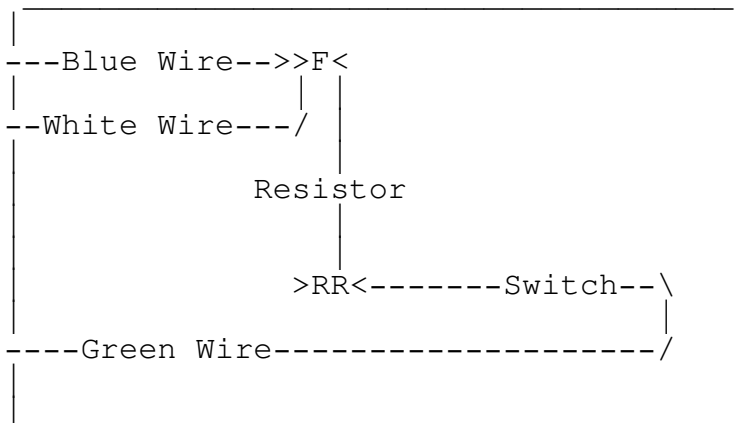 ---Blue Wire-->>F<
--White Wire---/
Resistor
>RR<-------Switch--\
----Green Wire--------------------/